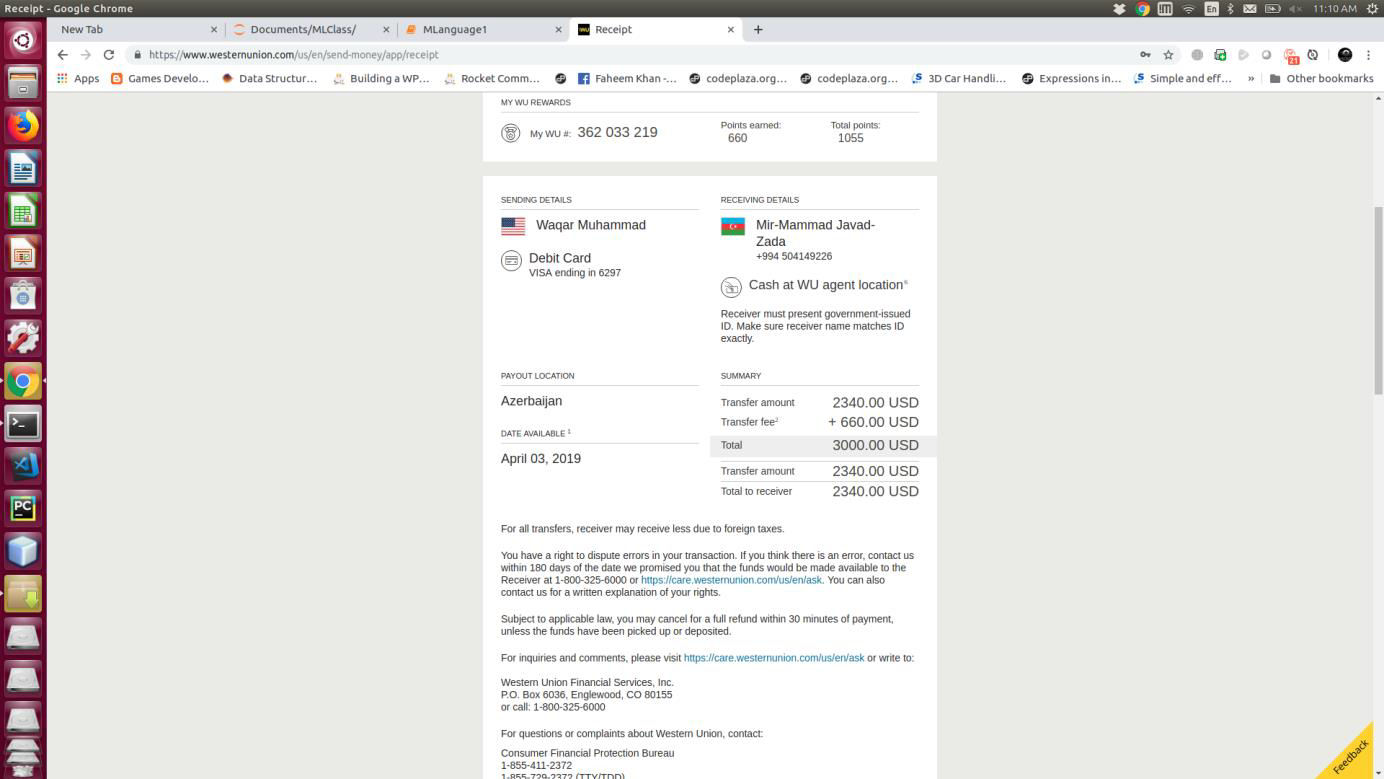 Receipt - Google Chrome
En
11:10 AM
New Tab
Documents/MLClass/
MLanguage1
Receipt
https://www.westernunion.com/us/en/send-money/app/receipt
21
Apps
Games Develo...
Data Structur...
Building a WP...
Rocket Comm...
Faheem Khan -...
codeplaza.org...
codeplaza.org...
3D Car Handli...
Expressions in...
Simple and eff...
»
Other bookmarks
MY WU REWARDS
My WU #: 362 033 219
Points earned:
660
Total points:
1055
SENDING DETAILS
Waqar Muhammad
Debit Card
VISA ending in 6297
RECEIVING DETAILS
Mir-Mammad Javad-
Zada
+994 504149226
Cash at WU agent location⁶
Receiver must present government-issued
ID. Make sure receiver name matches ID
exactly.
PAYOUT LOCATION
Azerbaijan
DATE AVAILABLE ¹
April 03, 2019
SUMMARY
Transfer amount 2340.00 USD
Transfer fee² + 660.00 USD
Total 3000.00 USD
Transfer amount 2340.00 USD
Total to receiver 2340.00 USD
For all transfers, receiver may receive less due to foreign taxes.
You have a right to dispute errors in your transaction. If you think there is an error, contact us
within 180 days of the date we promised you that the funds would be made available to the
Receiver at 1-800-325-6000 or https://care.westernunion.com/us/en/ask. You can also
contact us for a written explanation of your rights.
Subject to applicable law, you may cancel for a full refund within 30 minutes of payment,
unless the funds have been picked up or deposited.
For inquiries and comments, please visit https://care.westernunion.com/us/en/ask or write to:
Western Union Financial Services, Inc.
P.O. Box 6036, Englewood, CO 80155
or call: 1-800-325-6000
For questions or complaints about Western Union, contact:
Consumer Financial Protection Bureau
1-855-411-2372
1-855-729-2372 (TTY/TDD)
Feedback
PC